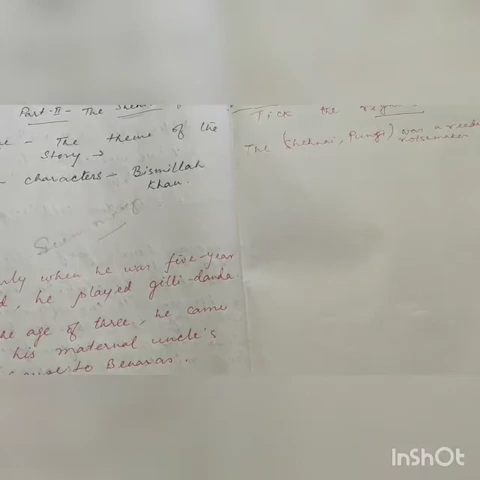 Part-II - The
The theme of the
Story →
characters - Bismillah
Khan.
Summary
when he was five-year
he played gilli-danda.
the age of three, he came
his maternal uncle's
to Benaras.
Tick the
The (Shehnai, Pungi) was a reeded
noisemaker
InShOt